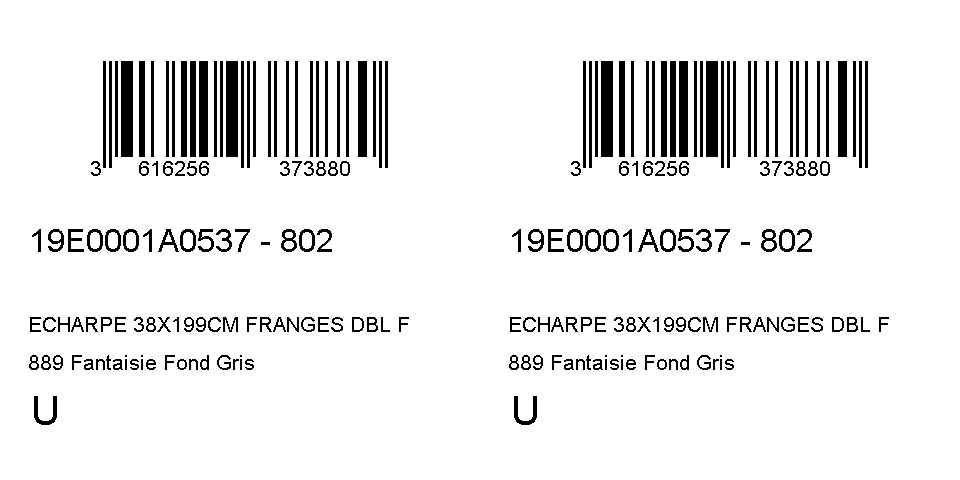 3 616256 373880
19E0001A0537 - 802
ECHARPE 38X199CM FRANGES DBL F
889 Fantaisie Fond Gris
U
3 616256 373880
19E0001A0537 - 802
ECHARPE 38X199CM FRANGES DBL F
889 Fantaisie Fond Gris
U